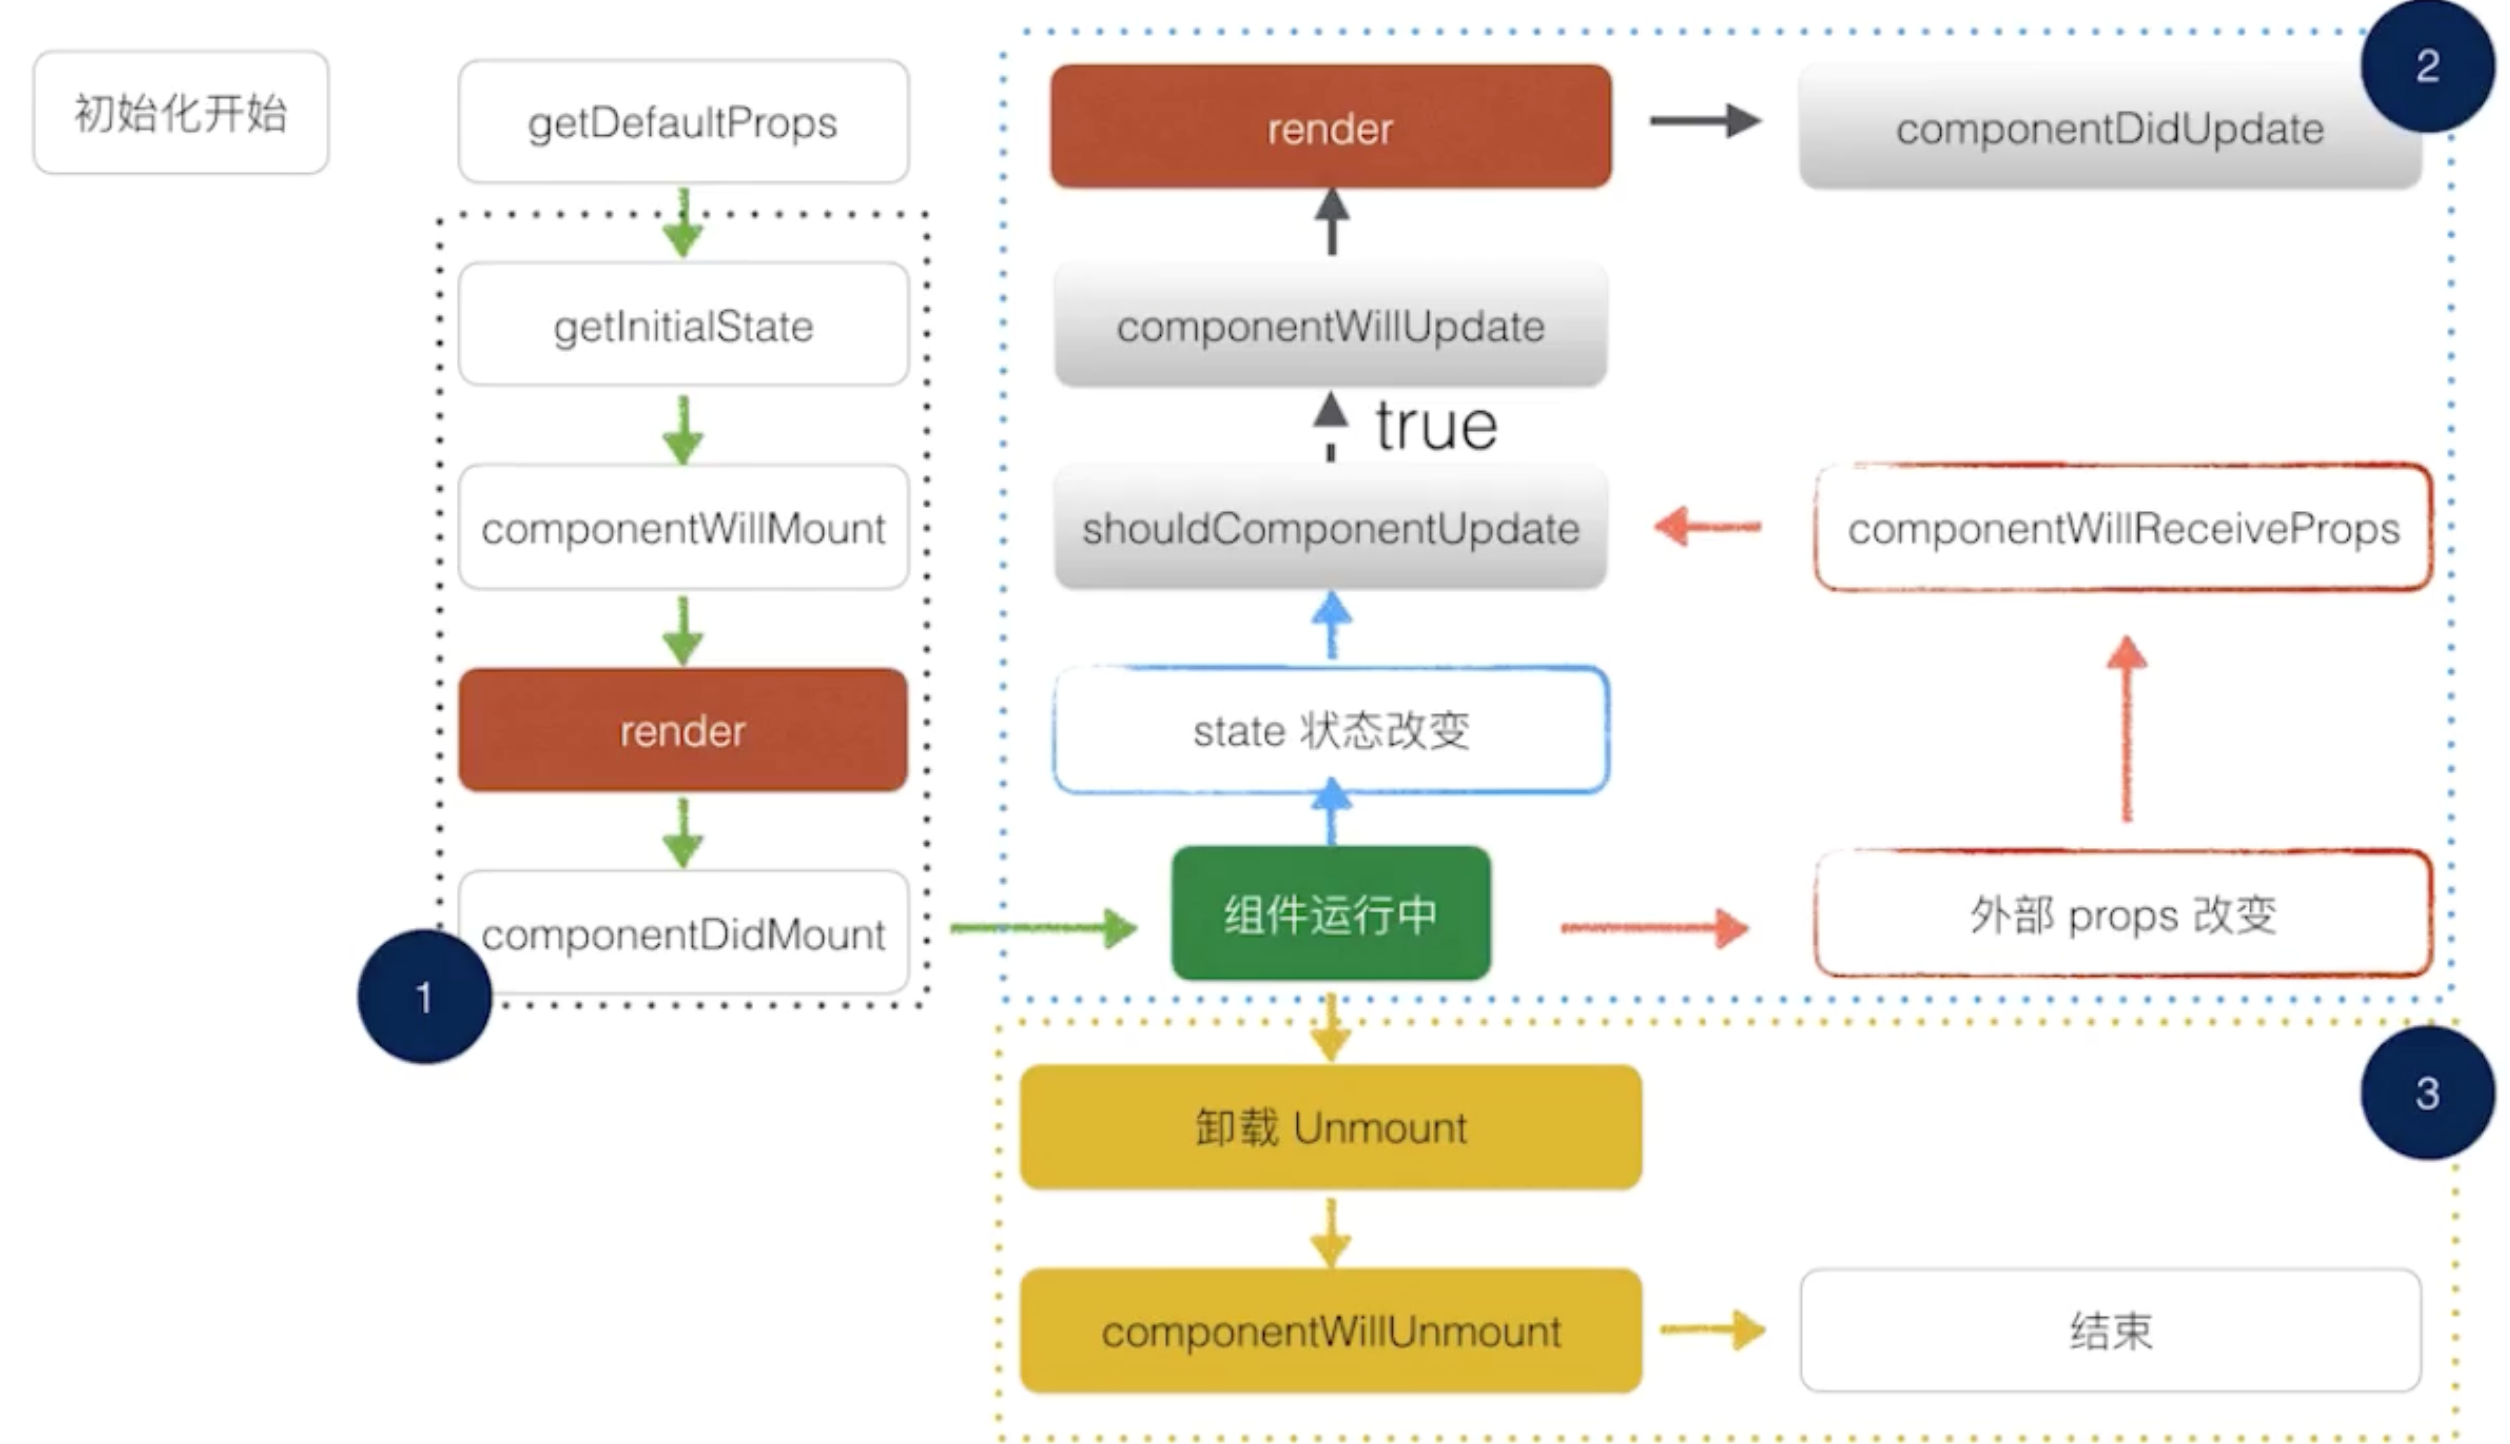 初始化开始
getDefaultProps
getInitialState
componentWillMount
render
componentDidMount
1
2
render
componentDidUpdate
componentWillUpdate
true
shouldComponentUpdate
componentWillReceiveProps
state 状态改变
组件运行中
外部 props 改变
3
卸载 Unmount
componentWillUnmount
结束